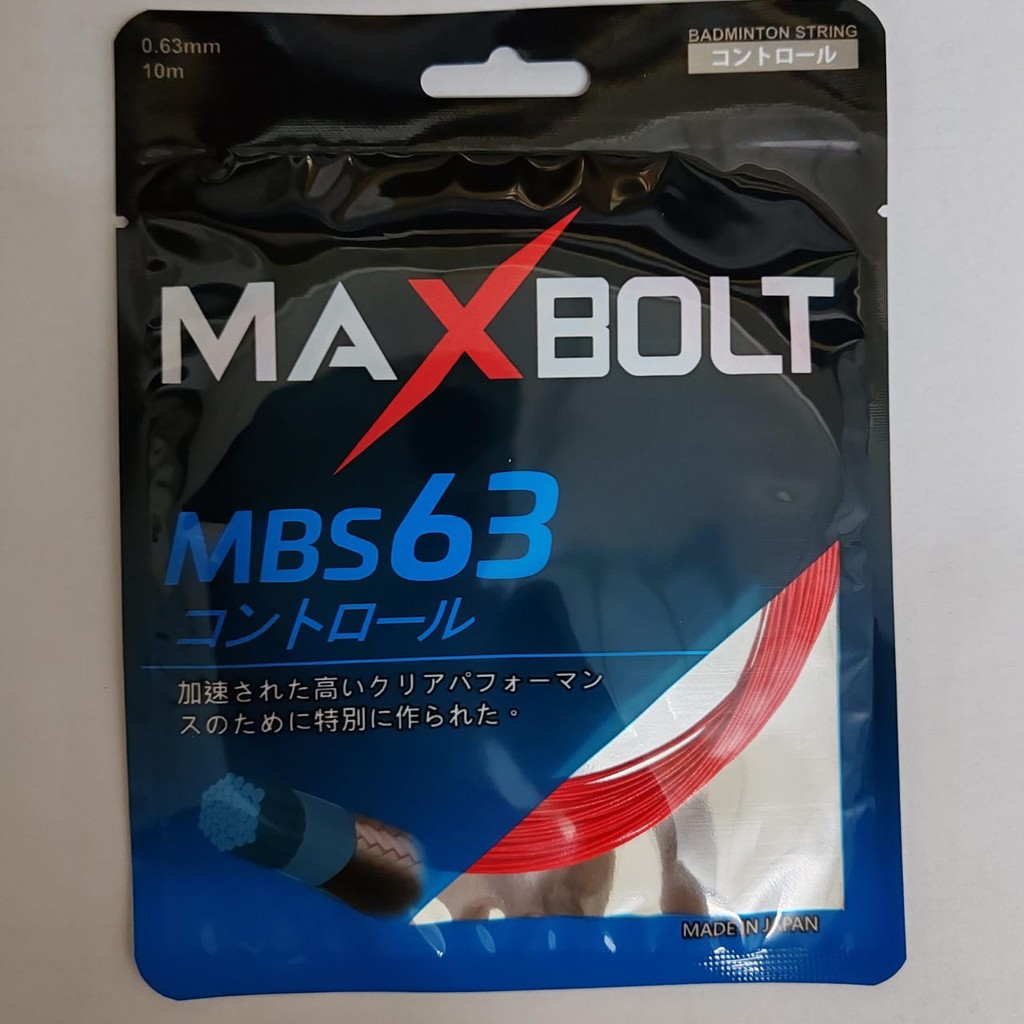 0.63mm
10m
BADMINTON STRING
コントロール
MAXBOLT
MBS63
コントロール
加速された高いクリアパフォーマン
スのために特別に作られた。
MADE IN JAPAN